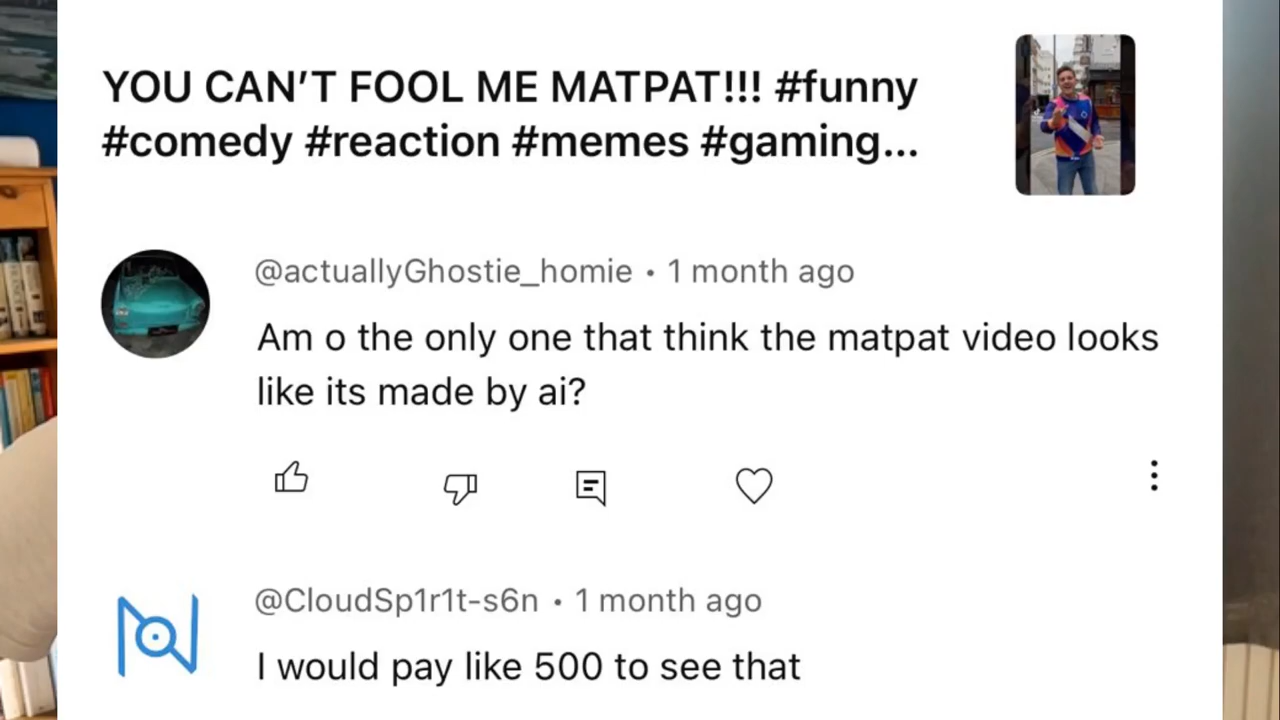 YOU CAN’T FOOL ME MATPAT!!! #funny
#comedy #reaction #memes #gaming...
@actuallyGhostie_homie • 1 month ago
Am o the only one that think the matpat video looks
like its made by ai?
@CloudSp1r1t-s6n • 1 month ago
I would pay like 500 to see that